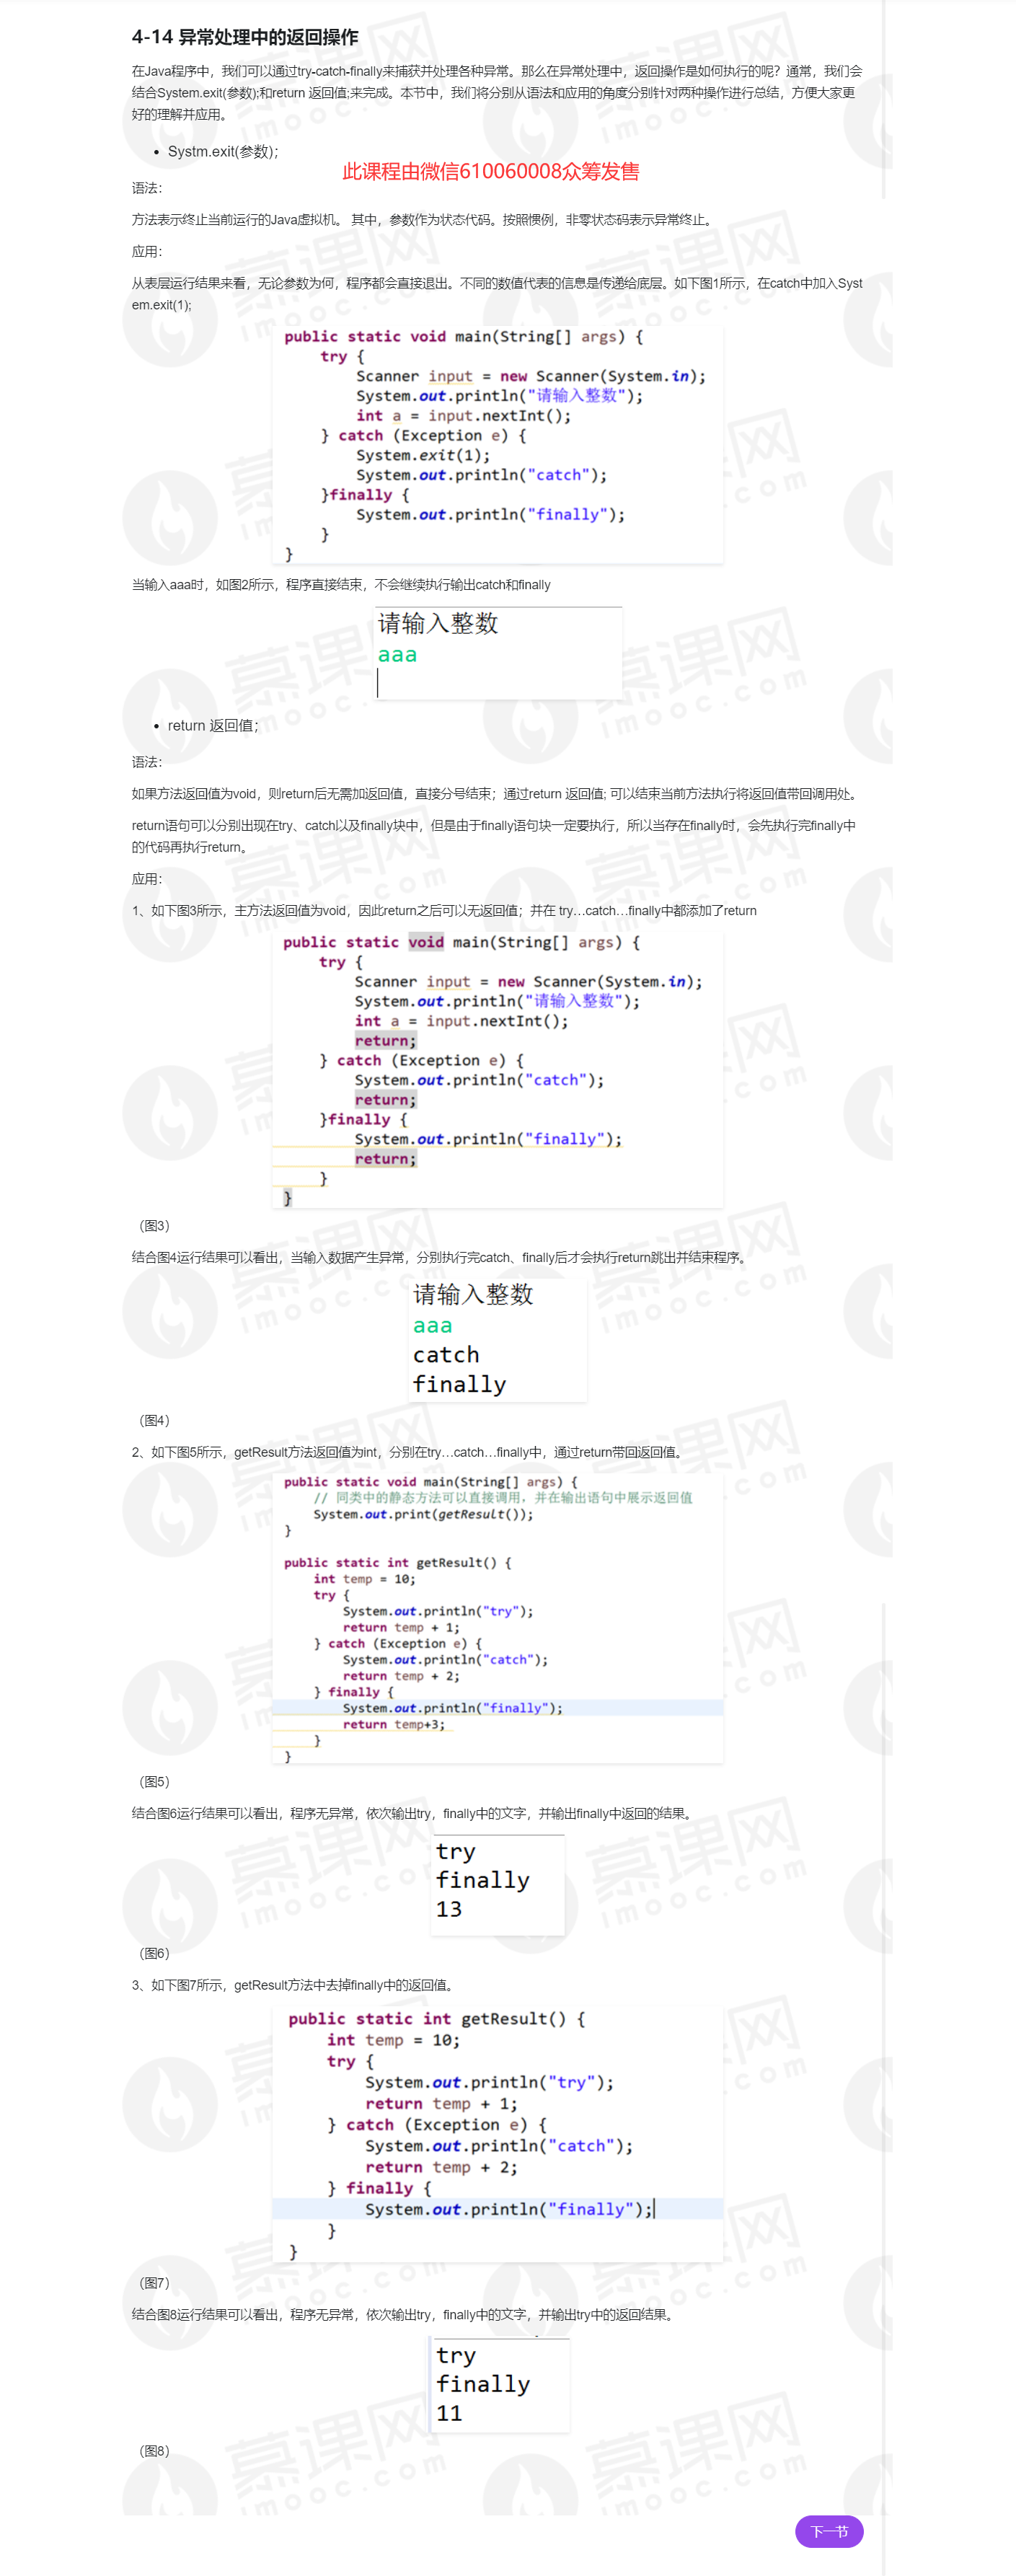 4-14 异常处理中的返回操作
在Java程序中，我们可以通过try-catch-finally来捕获并处理各种异常。那么在异常处理中，返回操作是如何执行的呢？通常，我们会
结合System.exit(参数);和return 返回值;来完成。本节中，我们将分别从语法和应用的角度分别针对两种操作进行总结，方便大家更
好的理解并应用。
• Systm.exit(参数)；
此课程由微信610060008众筹发售
语法：
方法表示终止当前运行的Java虚拟机。 其中，参数作为状态代码。按照惯例，非零状态码表示异常终止。
应用：
从表层运行结果来看，无论参数为何，程序都会直接退出。不同的数值代表的信息是传递给底层。如下图1所示，在catch中加入Syst
em.exit(1);
public static void main(String[] args) {
try {
Scanner input = new Scanner(System.in);
System.out.println("请输入整数");
int a = input.nextInt();
} catch (Exception e) {
System.exit(1);
System.out.println("catch");
}finally {
System.out.println("finally");
}
}
当输入aaa时，如图2所示，程序直接结束，不会继续执行输出catch和finally
请输入整数
aaa
• return 返回值；
语法：
如果方法返回值为void，则return后无需加返回值，直接分号结束；通过return 返回值; 可以结束当前方法执行将返回值带回调用处。
return语句可以分别出现在try、catch以及finally块中，但是由于finally语句块一定要执行，所以当存在finally时，会先执行完finally中
的代码再执行return。
应用：
1、如下图3所示，主方法返回值为void，因此return之后可以无返回值；并在 try…catch…finally中都添加了return
public static void main(String[] args) {
try {
Scanner input = new Scanner(System.in);
System.out.println("请输入整数");
int a = input.nextInt();
return;
} catch (Exception e) {
System.out.println("catch");
return;
}finally {
System.out.println("finally");
return;
}
}
（图3）
结合图4运行结果可以看出，当输入数据产生异常，分别执行完catch、finally后才会执行return跳出并结束程序。
请输入整数
aaa
catch
finally
（图4）
2、如下图5所示，getResult方法返回值为int，分别在try…catch…finally中，通过return带回返回值。
public static void main(String[] args) {
// 同类中的静态方法可以直接调用，并在输出语句中展示返回值
System.out.print(getResult());
}
public static int getResult() {
int temp = 10;
try {
System.out.println("try");
return temp + 1;
} catch (Exception e) {
System.out.println("catch");
return temp + 2;
} finally {
System.out.println("finally");
return temp+3;
}
}
（图5）
结合图6运行结果可以看出，程序无异常，依次输出try，finally中的文字，并输出finally中返回的结果。
try
finally
13
（图6）
3、如下图7所示，getResult方法中去掉finally中的返回值。
public static int getResult() {
int temp = 10;
try {
System.out.println("try");
return temp + 1;
} catch (Exception e) {
System.out.println("catch");
return temp + 2;
} finally {
System.out.println("finally");
}
}
（图7）
结合图8运行结果可以看出，程序无异常，依次输出try，finally中的文字，并输出try中的返回结果。
try
finally
11
（图8）
下一节